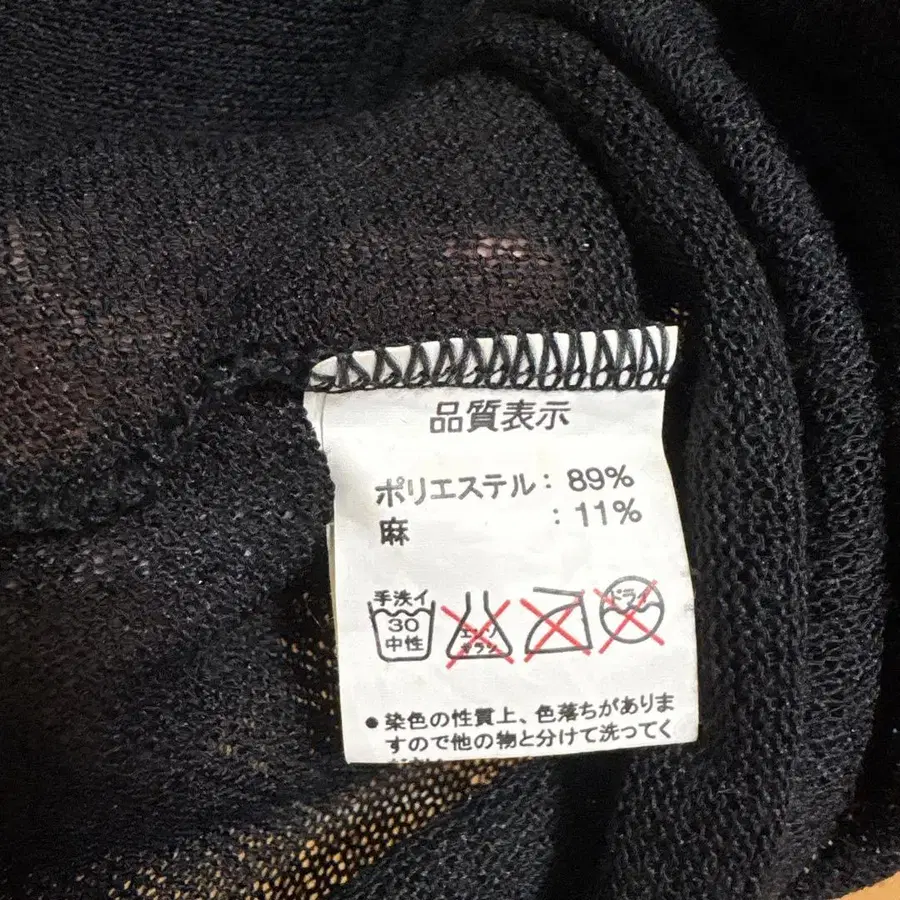 品質表示
ポリエステル: 89%
麻 : 11%
手洗イ
30
中性
エンソ
サラシ
ドライ
●染色の性質上、色落ちがありま
すので他の物と分けて洗ってく